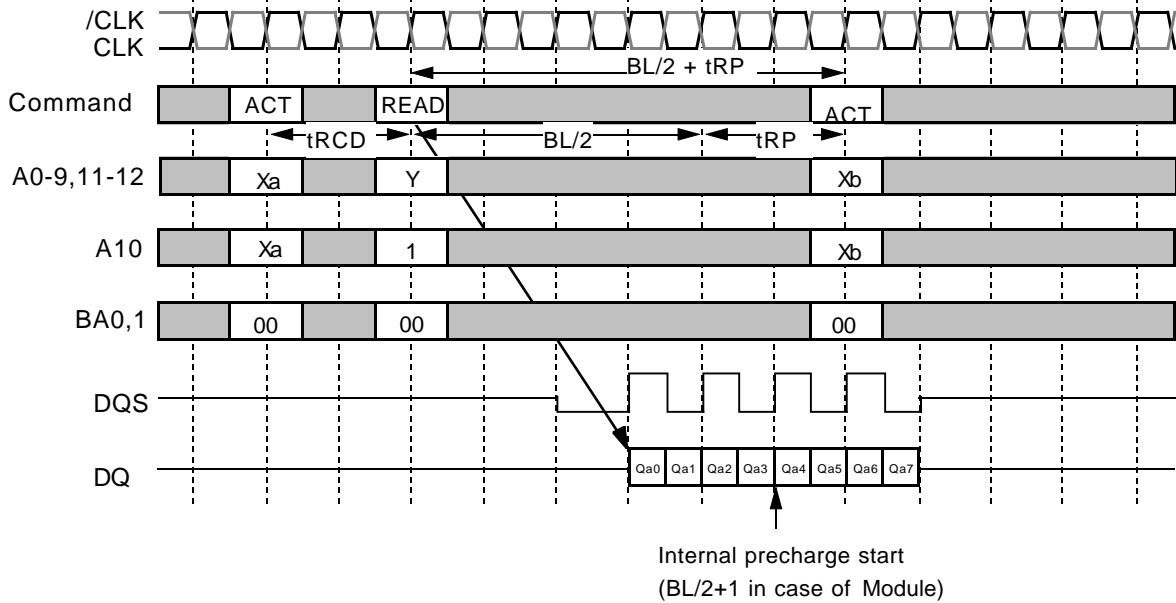 /CLK
CLK
BL/2 + tRP
Command ACT READ ACT
tRCD BL/2 tRP
A0-9,11-12 Xa Y Xb
A10 Xa 1 Xb
BA0,1 00 00 00
DQS
DQ Qa0 Qa1 Qa2 Qa3 Qa4 Qa5 Qa6 Qa7
Internal precharge start
(BL/2+1 in case of Module)